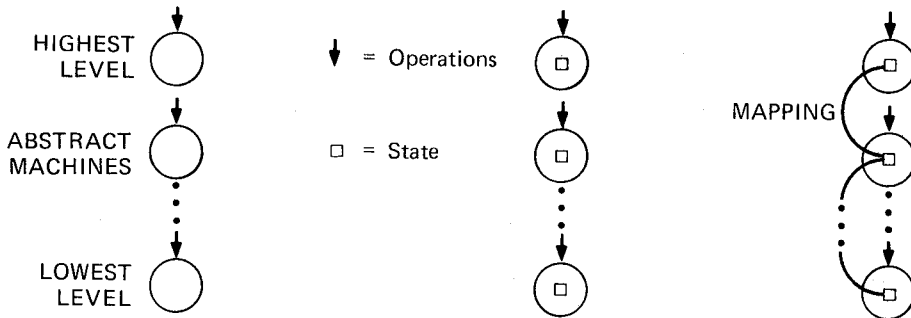 HIGHEST
LEVEL
ABSTRACT
MACHINES
LOWEST
LEVEL
= Operations
= State
MAPPING